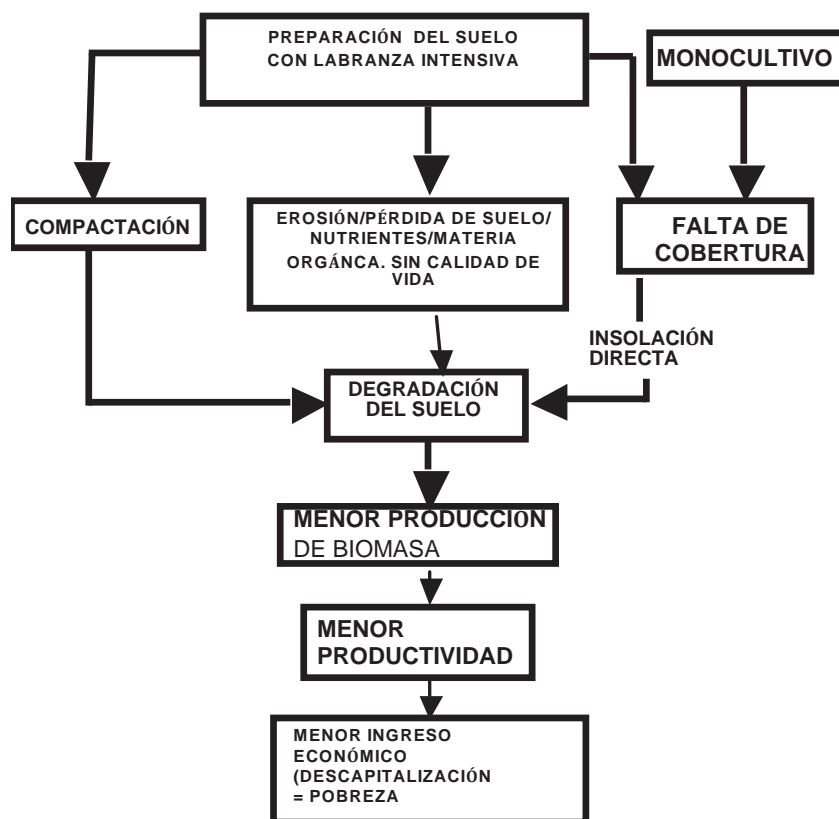 PREPARACIÓN DEL SUELO
CON LABRANZA INTENSIVA
MONOCULTIVO
COMPACTACIÓN
EROSIÓN/PÉRDIDA DE SUELO/
NUTRIENTES/MATERIA
ORGÁNCA. SIN CALIDAD DE
VIDA
FALTA DE
COBERTURA
INSOLACIÓN
DIRECTA
DEGRADACIÓN
DEL SUELO
MENOR PRODUCCIÓN
DE BIOMASA
MENOR
PRODUCTIVIDAD
MENOR INGRESO
ECONÓMICO
(DESCAPITALIZACIÓN
= POBREZA